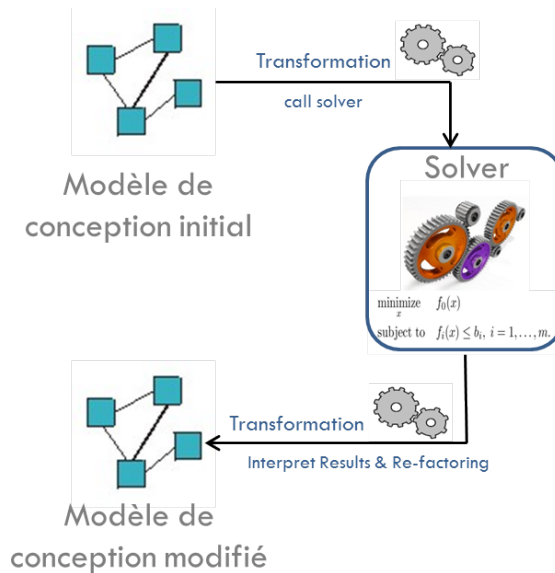 Transformation
call solver
Modèle de
conception initial
Solver
minimize f₀(x)
x
subject to fᵢ(x) ≤ bᵢ, i = 1, . . . , m.
Transformation
Interpret Results & Re-factoring
Modèle de
conception modifié